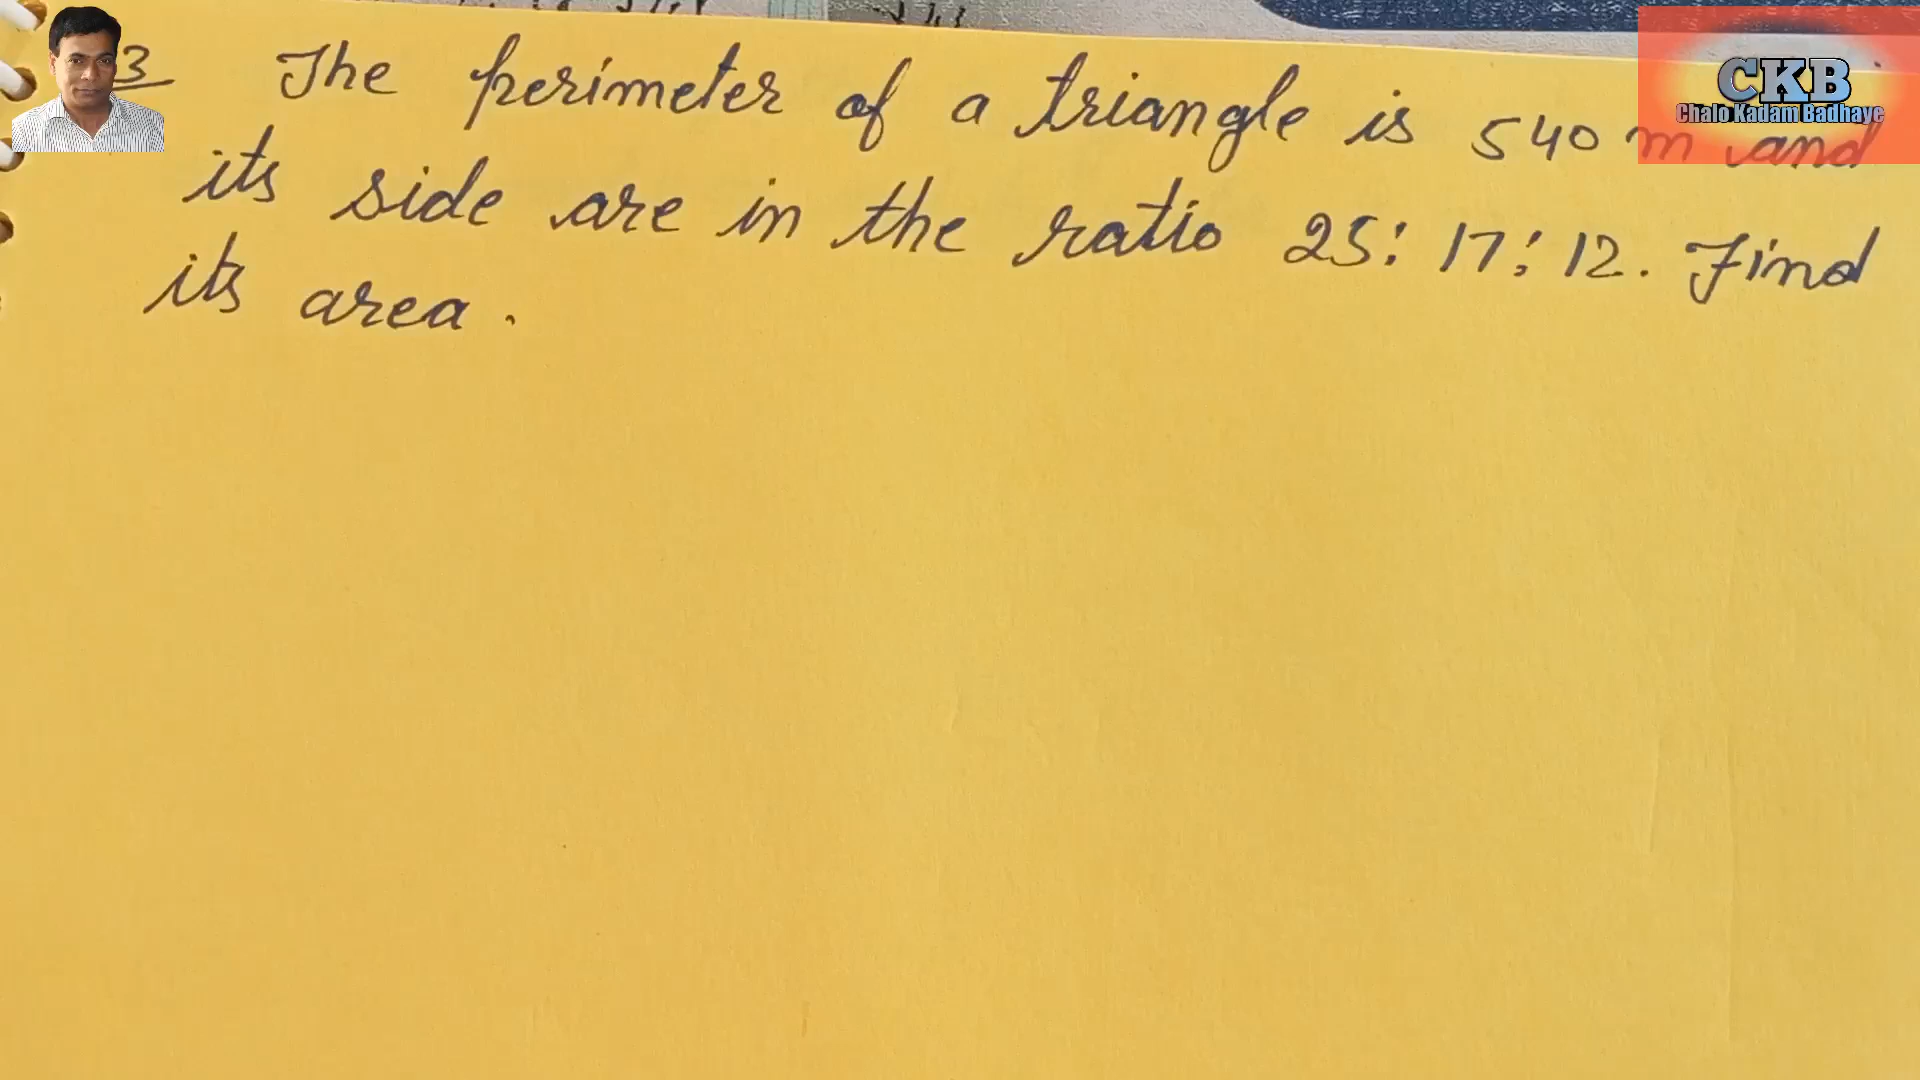 3 The perimeter of a triangle is 540 m and
its side are in the ratio 25: 17: 12. Find
its area.
CKB
Chalo Kadam Badhaye